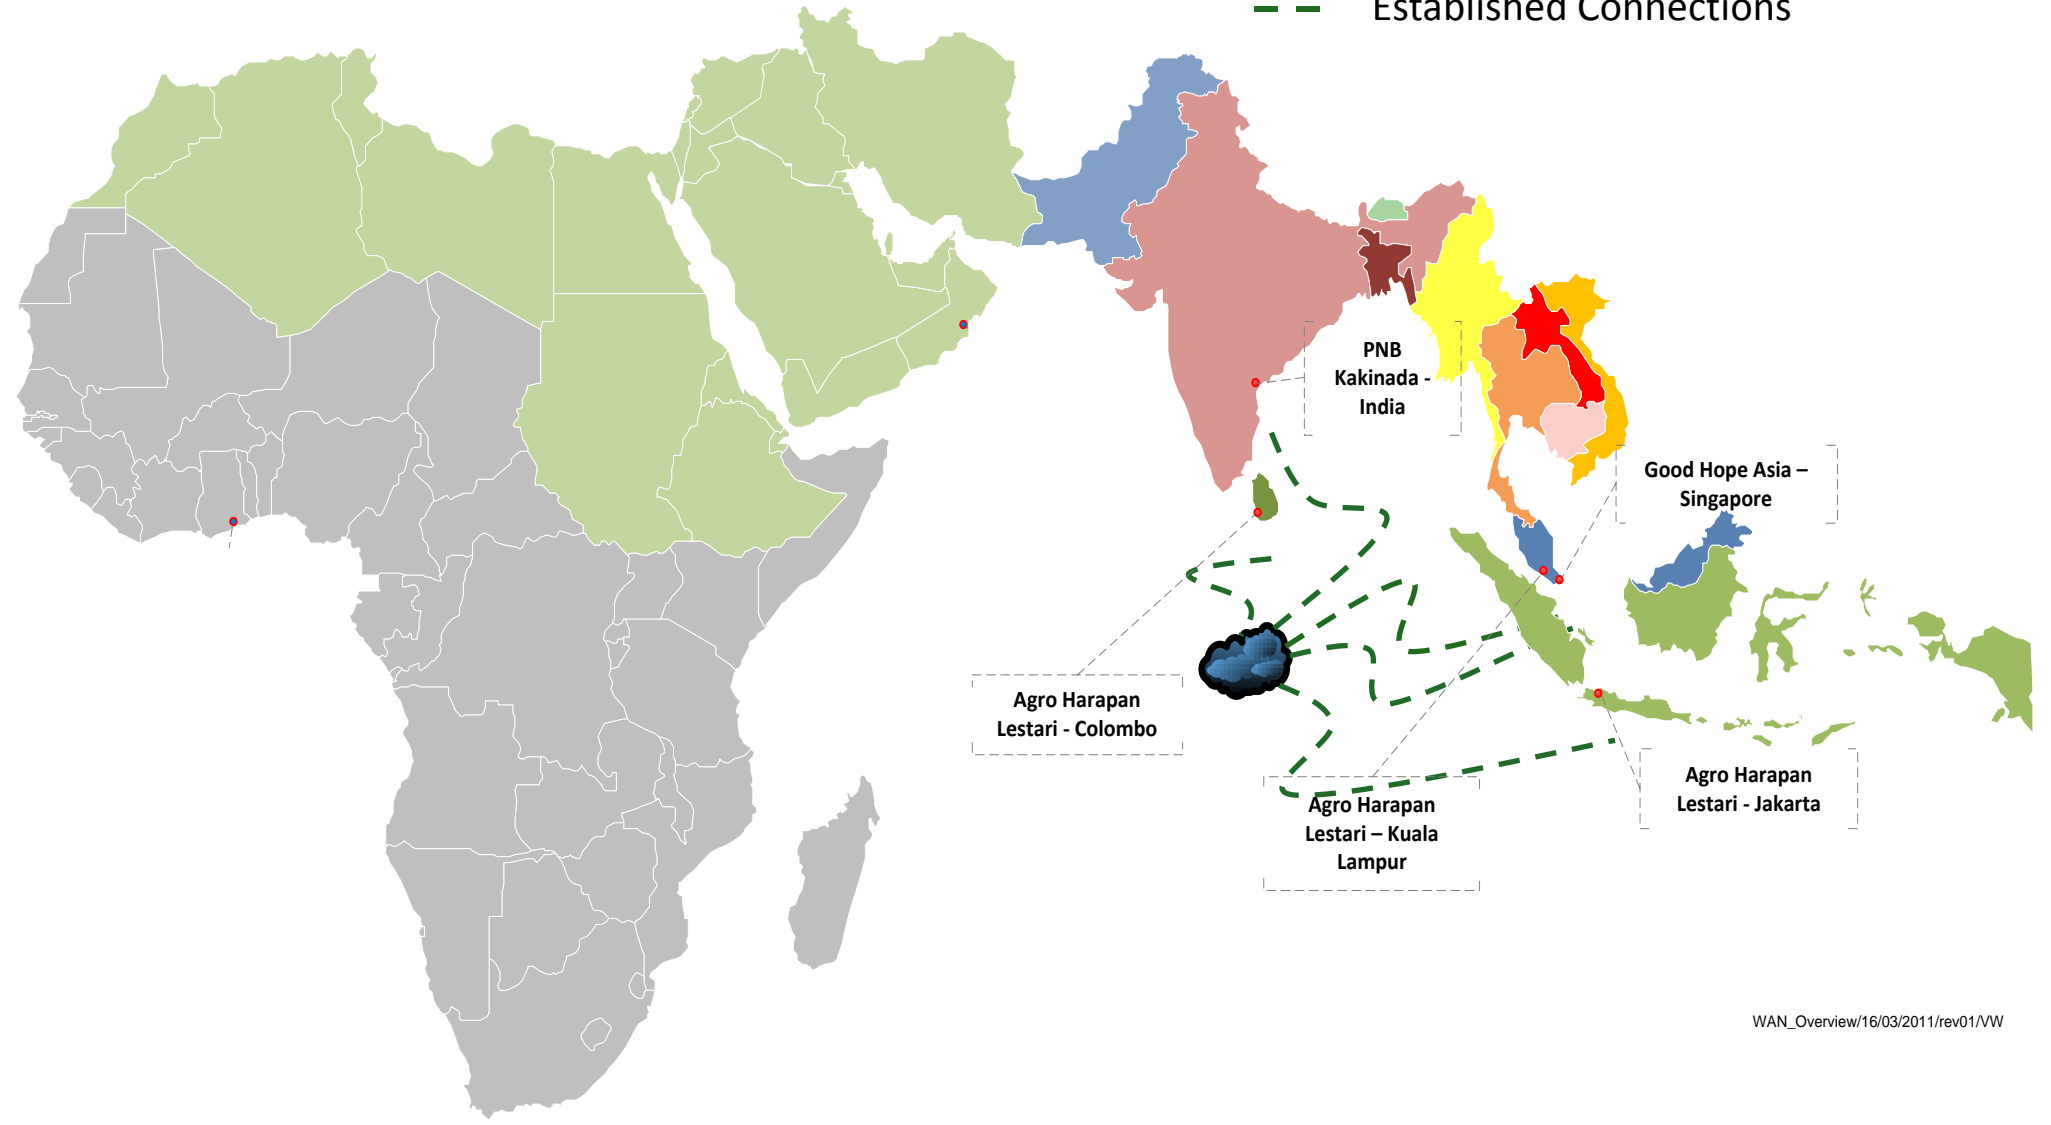 Established Connections
PNB
Kakinada -
India
Good Hope Asia –
Singapore
Agro Harapan
Lestari - Colombo
Agro Harapan
Lestari – Kuala
Lampur
Agro Harapan
Lestari - Jakarta
WAN_Overview/16/03/2011/rev01/VW